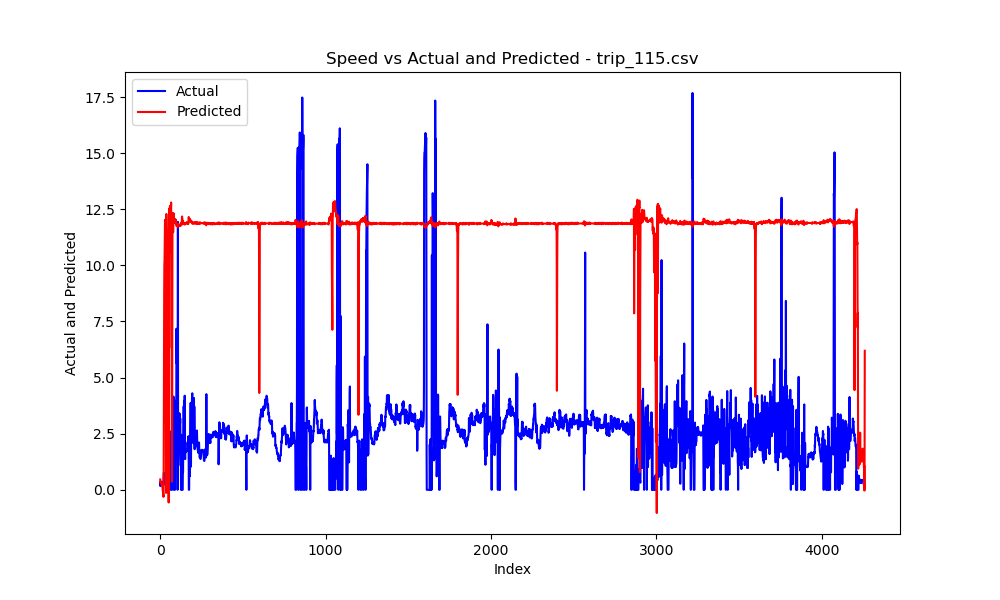 Speed vs Actual and Predicted - trip_115.csv
Actual
Predicted
17.5
15.0
12.5
10.0
7.5
5.0
2.5
0.0
Actual and Predicted
0 1000 2000 3000 4000
Index